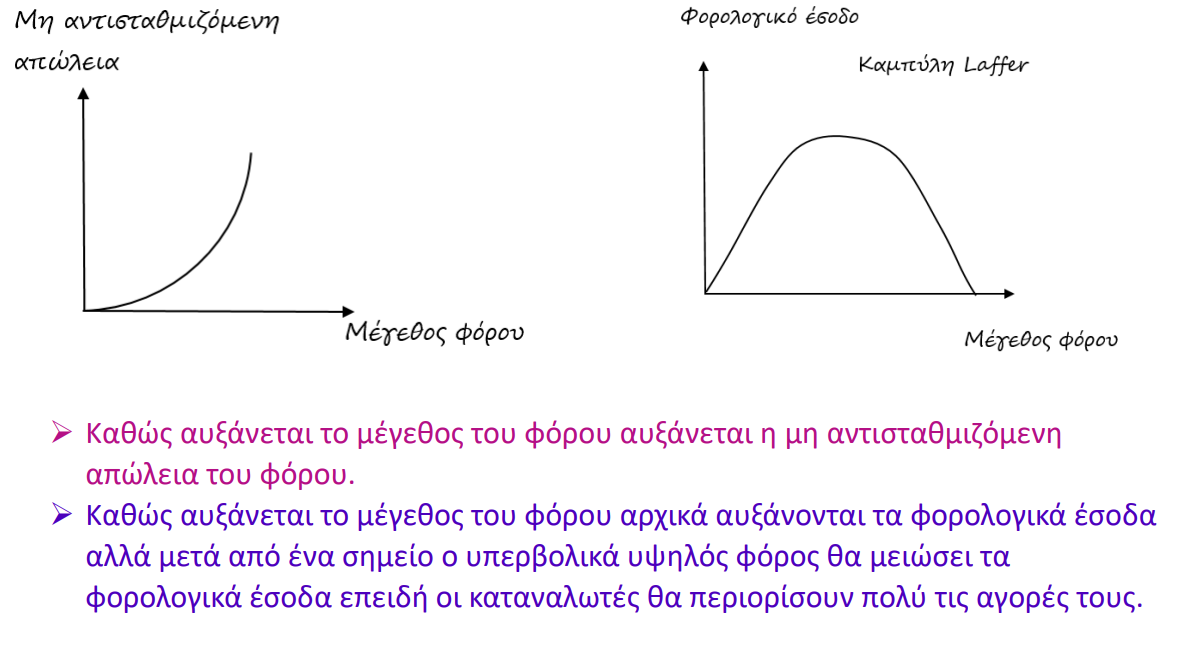 Μη αντισταθμιζόμενη
απώλεια
Μέγεθος φόρου
Φορολογικό έσοδο
Καμπύλη Laffer
Μέγεθος φόρου
Καθώς αυξάνεται το μέγεθος του φόρου αυξάνεται η μη αντισταθμιζόμενη
απώλεια του φόρου.
Καθώς αυξάνεται το μέγεθος του φόρου αρχικά αυξάνονται τα φορολογικά έσοδα
αλλά μετά από ένα σημείο ο υπερβολικά υψηλός φόρος θα μειώσει τα
φορολογικά έσοδα επειδή οι καταναλωτές θα περιορίσουν πολύ τις αγορές τους.